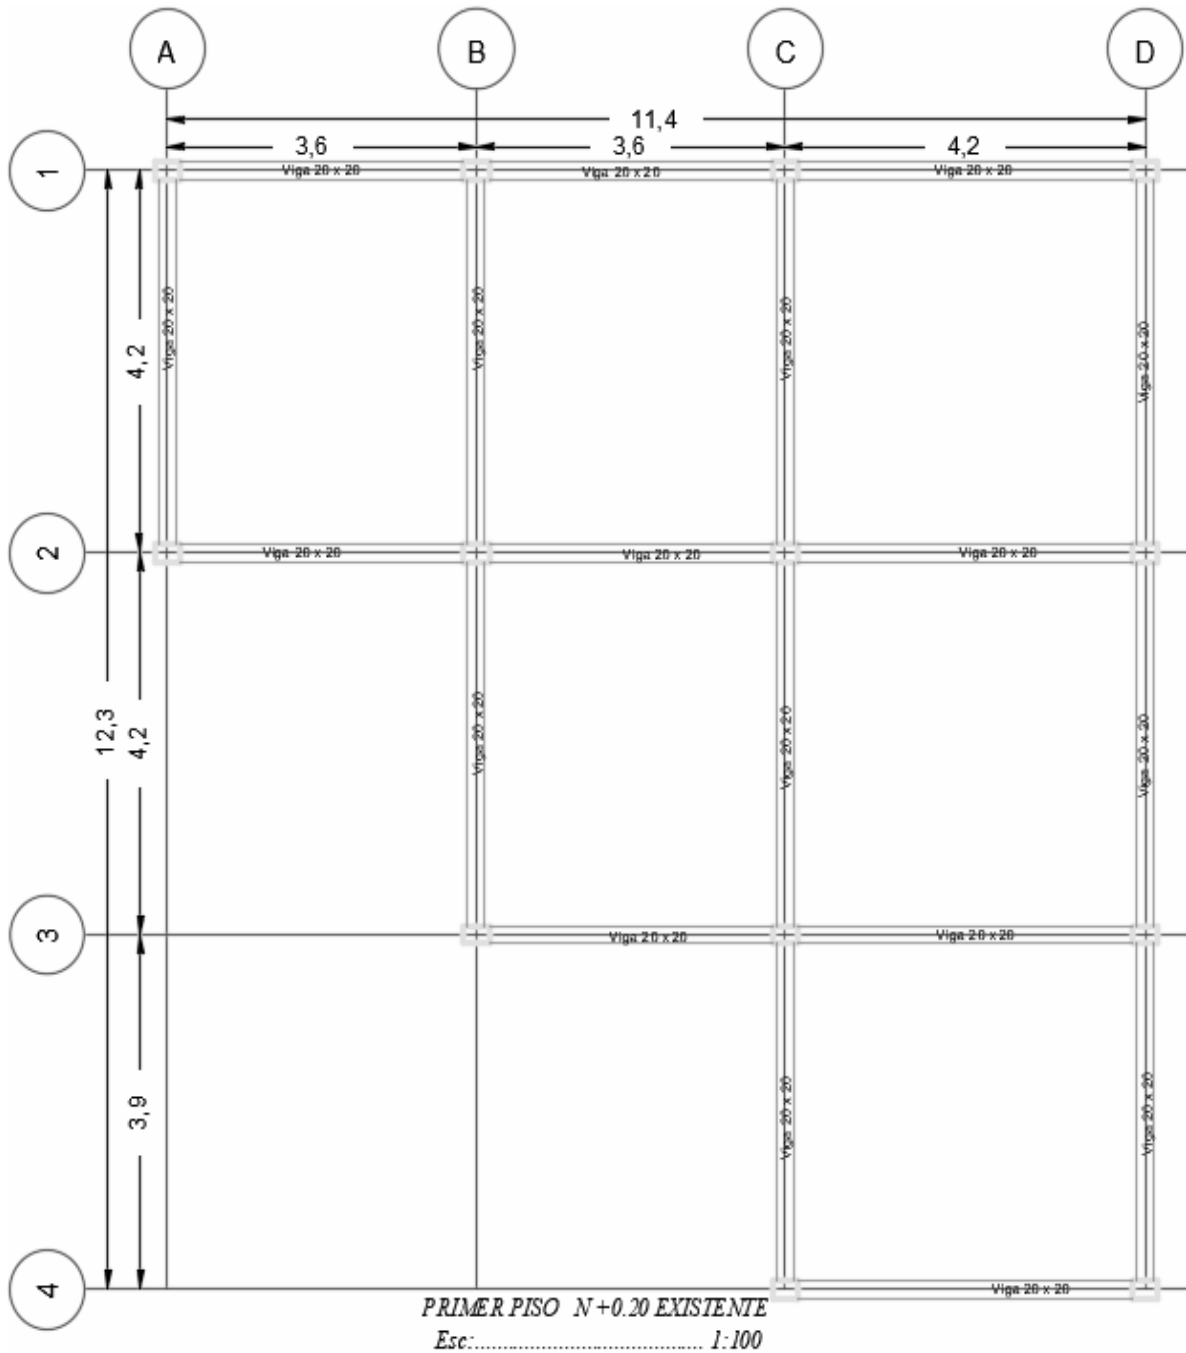 A
B
C
D
11,4
3,6
3,6
4,2
1
Viga 20 x 20
Viga 20 x 20
Viga 20 x 20
Viga 20 x 20
Viga 20 x 20
Viga 20 x 20
Viga 20 x 20
4,2
2
Viga 20 x 20
Viga 20 x 20
Viga 20 x 20
12,3
4,2
Viga 20 x 20
Viga 20 x 20
Viga 20 x 20
3
Viga 20 x 20
Viga 20 x 20
3,9
Viga 20 x 20
Viga 20 x 20
4
Viga 20 x 20
PRIMER PISO N +0.20 EXISTENTE
Esc:........................................ 1:100